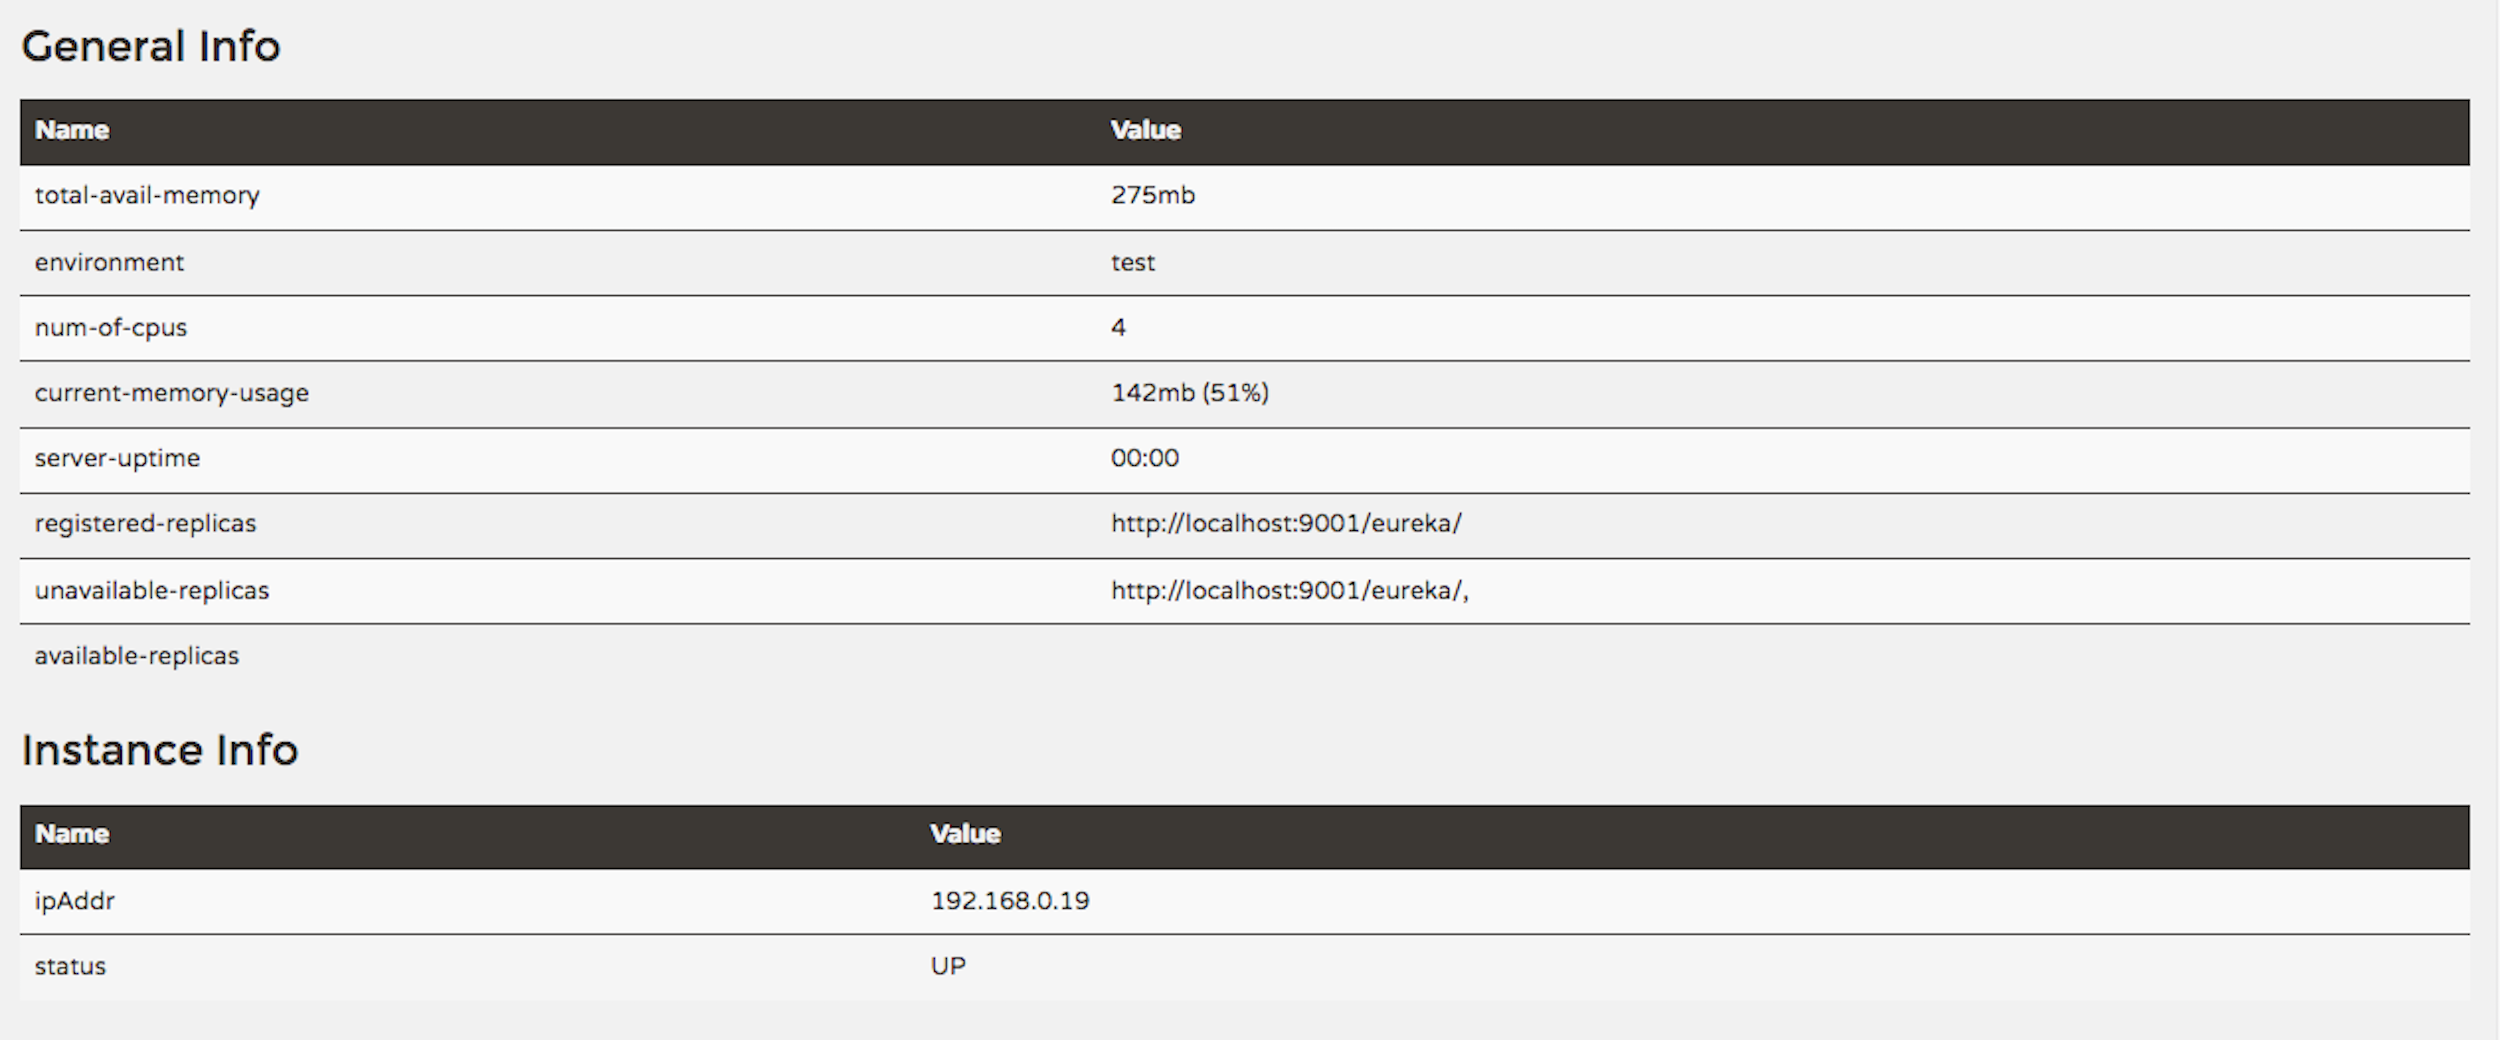 General Info
Name Value
total-avail-memory 275mb
environment test
num-of-cpus 4
current-memory-usage 142mb (51%)
server-uptime 00:00
registered-replicas http://localhost:9001/eureka/
unavailable-replicas http://localhost:9001/eureka/,
available-replicas
Instance Info
Name Value
ipAddr 192.168.0.19
status UP